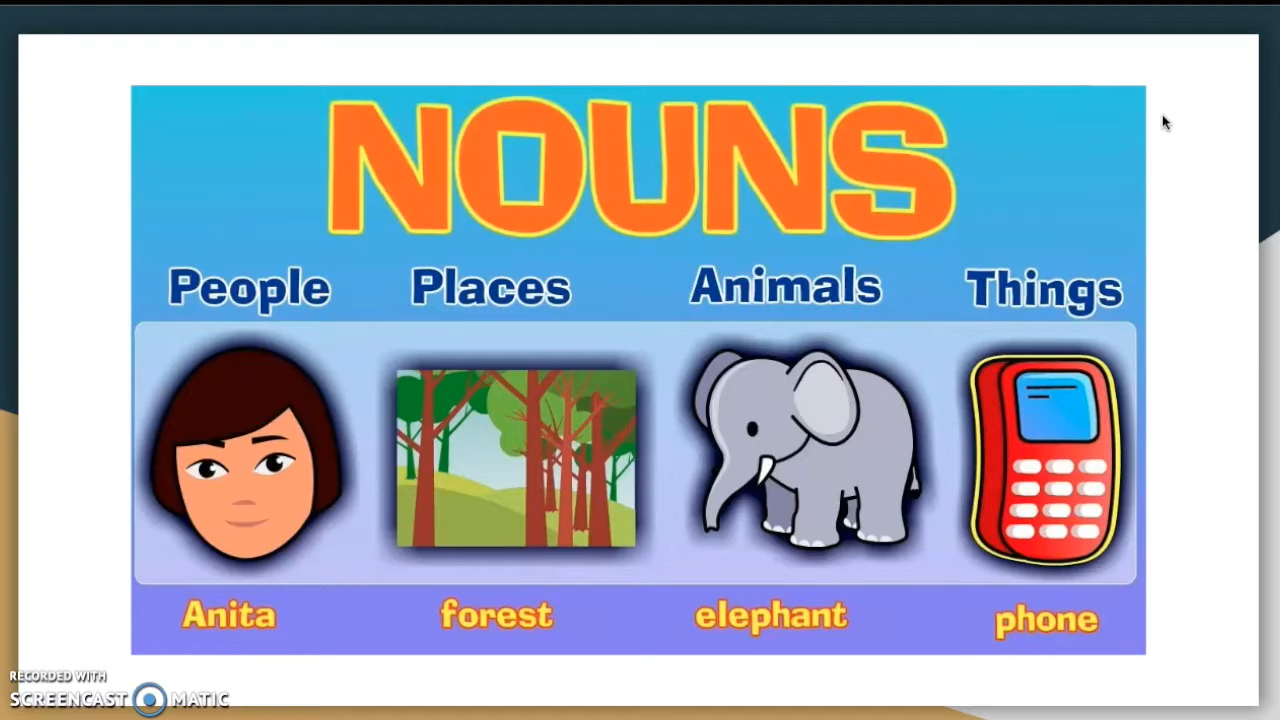 NOUNS
People Places Animals Things
Anita forest elephant phone
RECORDED WITH
SCREENCAST MATIC